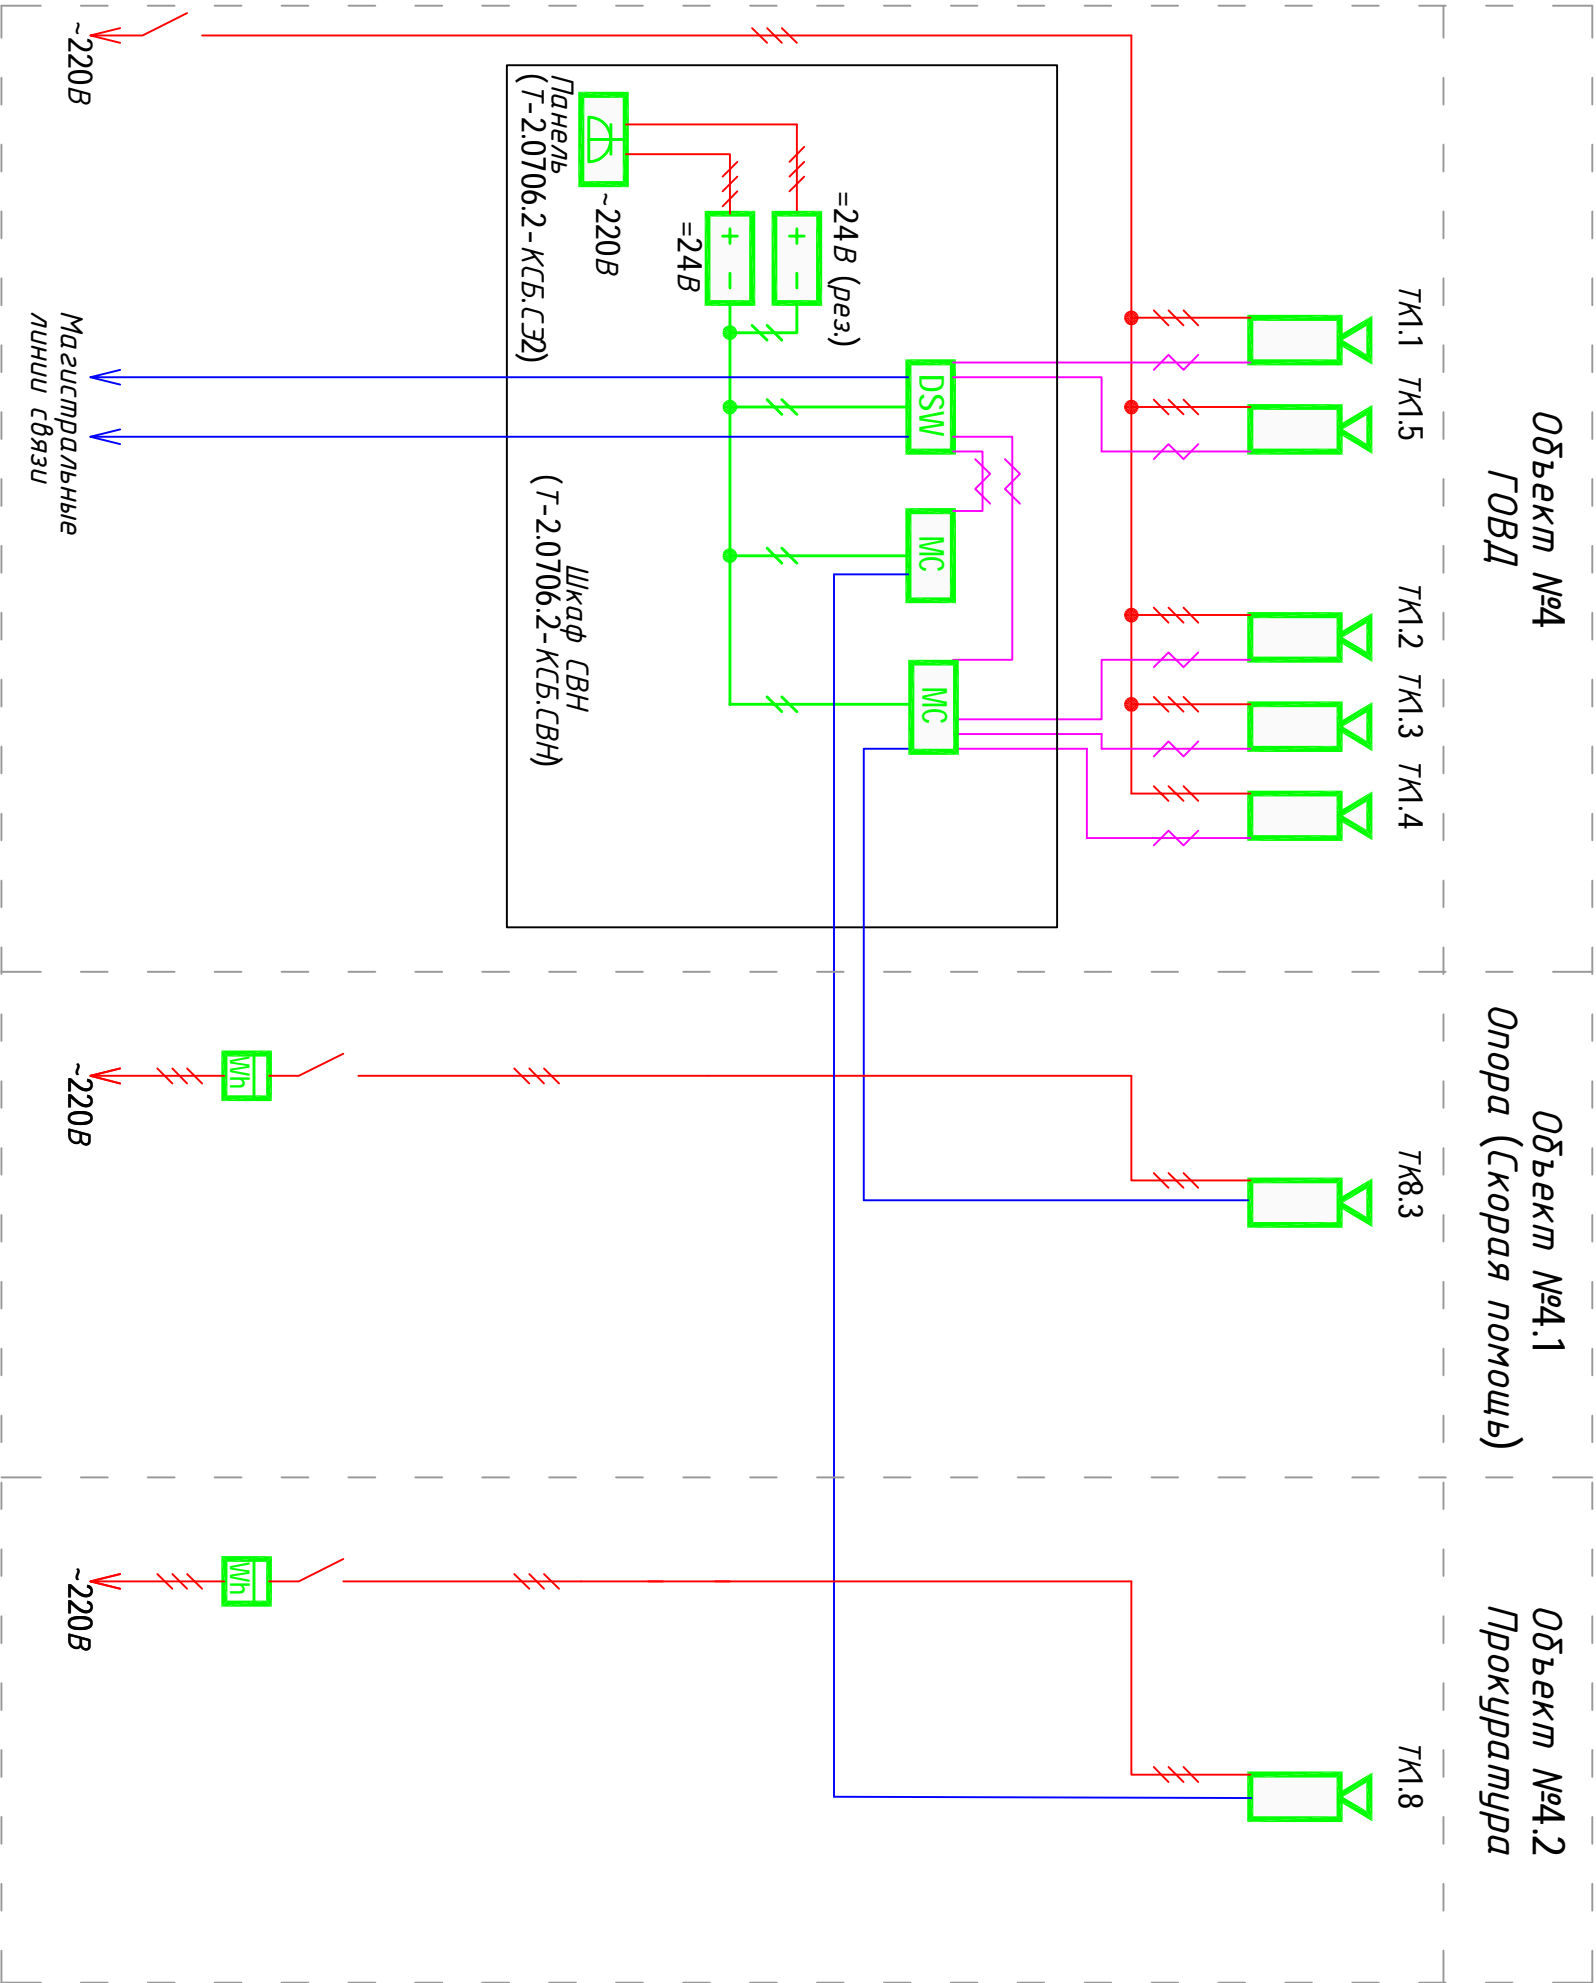 Объект №4
ГОВД
Объект №4.1
Опора (Скорая помощь)
Объект №4.2
Прокуратура
ТК1.1
ТК1.5
ТК1.2
ТК1.3
ТК1.4
ТК8.3
ТК1.8
DSW
МС
МС
=24В (рез.)
=24В
~220В
Панель
(Т-2.0706.2-КСБ.СЭ2)
Шкаф СВН
(Т-2.0706.2-КСБ.СВН)
Wh
Wh
~220В
Магистральные
линии связи
~220В
~220В